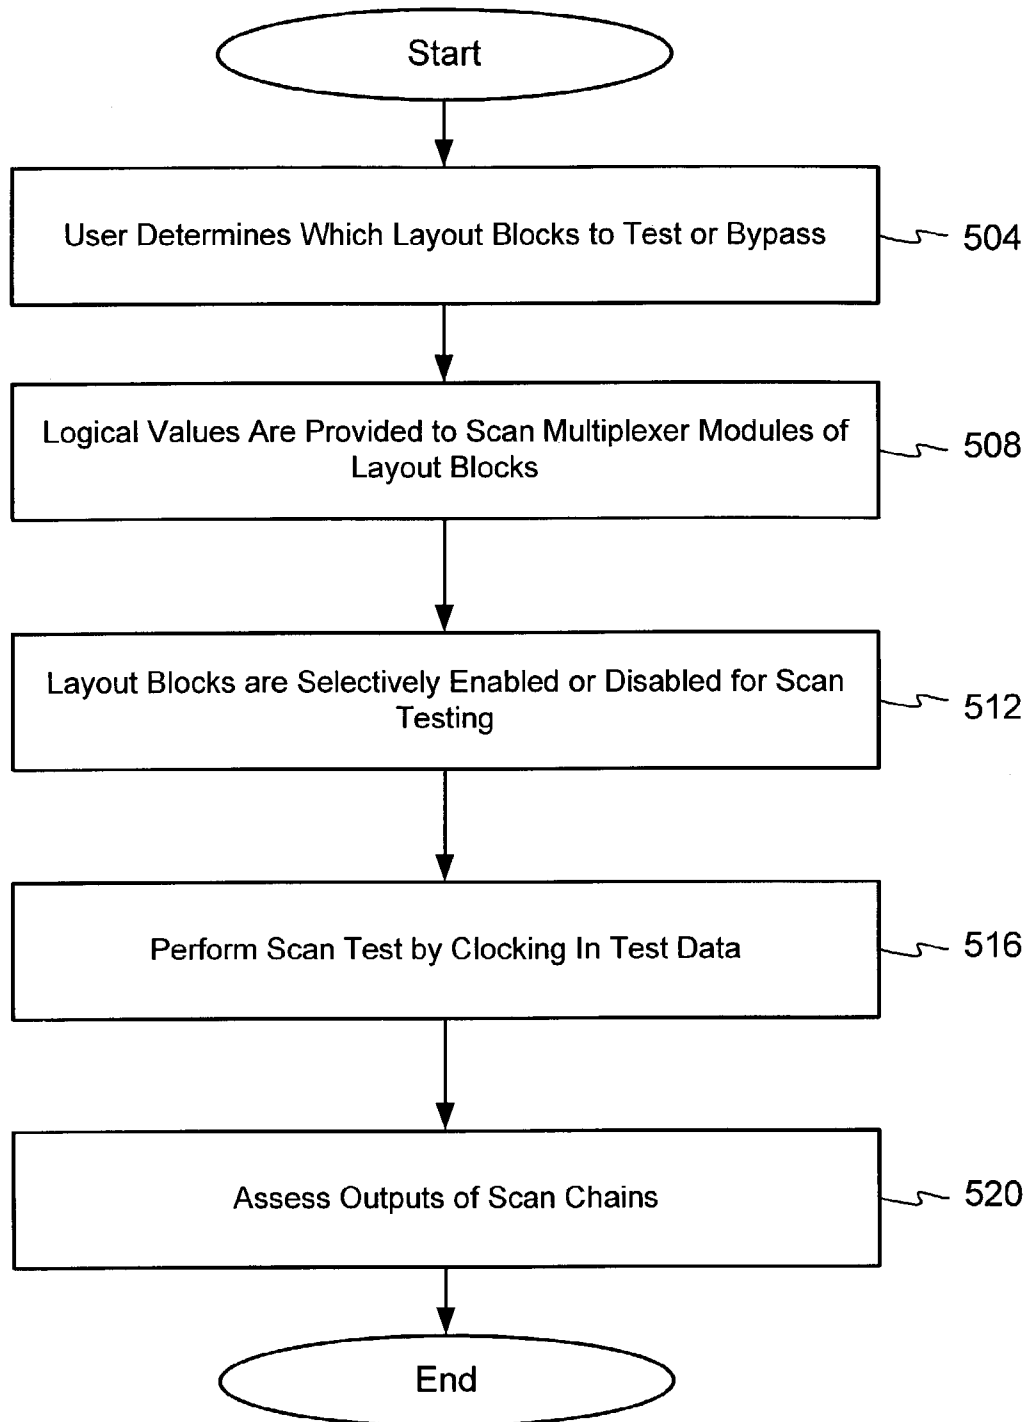 Start
User Determines Which Layout Blocks to Test or Bypass
504
Logical Values Are Provided to Scan Multiplexer Modules of
Layout Blocks
508
Layout Blocks are Selectively Enabled or Disabled for Scan
Testing
512
Perform Scan Test by Clocking In Test Data
516
Assess Outputs of Scan Chains
520
End